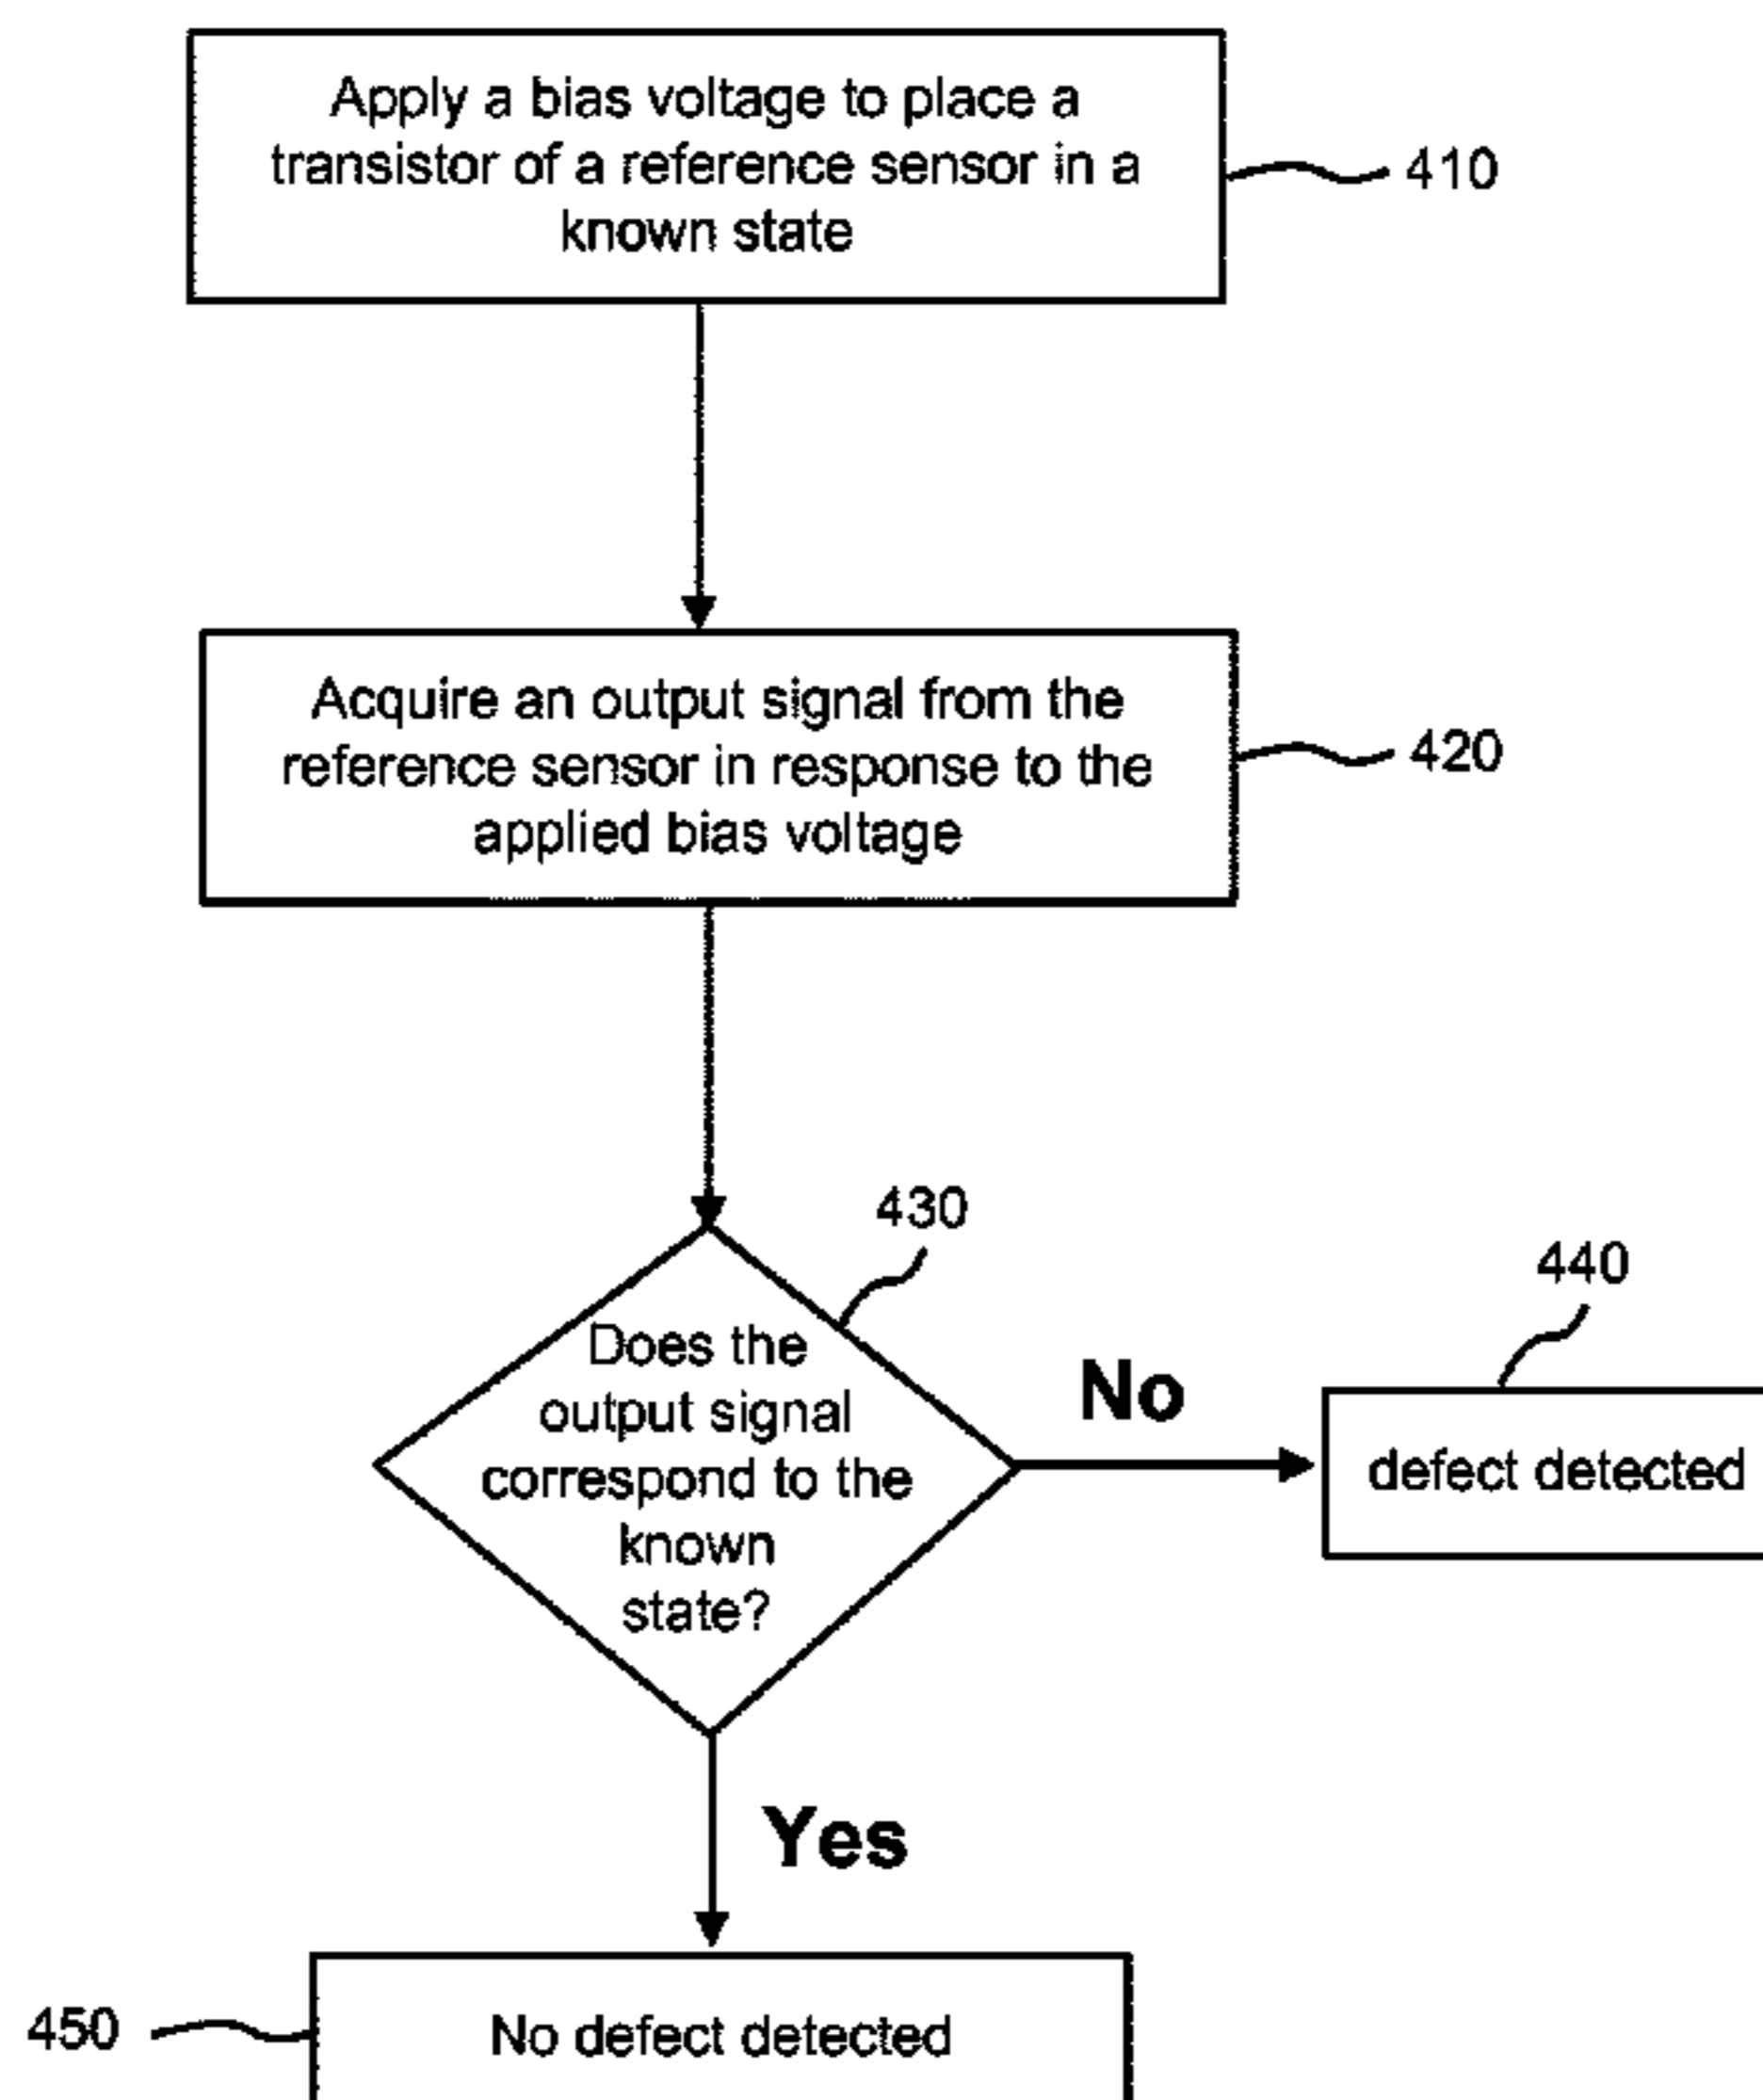 Apply a bias voltage to place a
transistor of a reference sensor in a
known state
410
Acquire an output signal from the
reference sensor in response to the
applied bias voltage
420
430
Does the
output signal
correspond to the
known
state?
No
440
defect detected
Yes
450
No defect detected